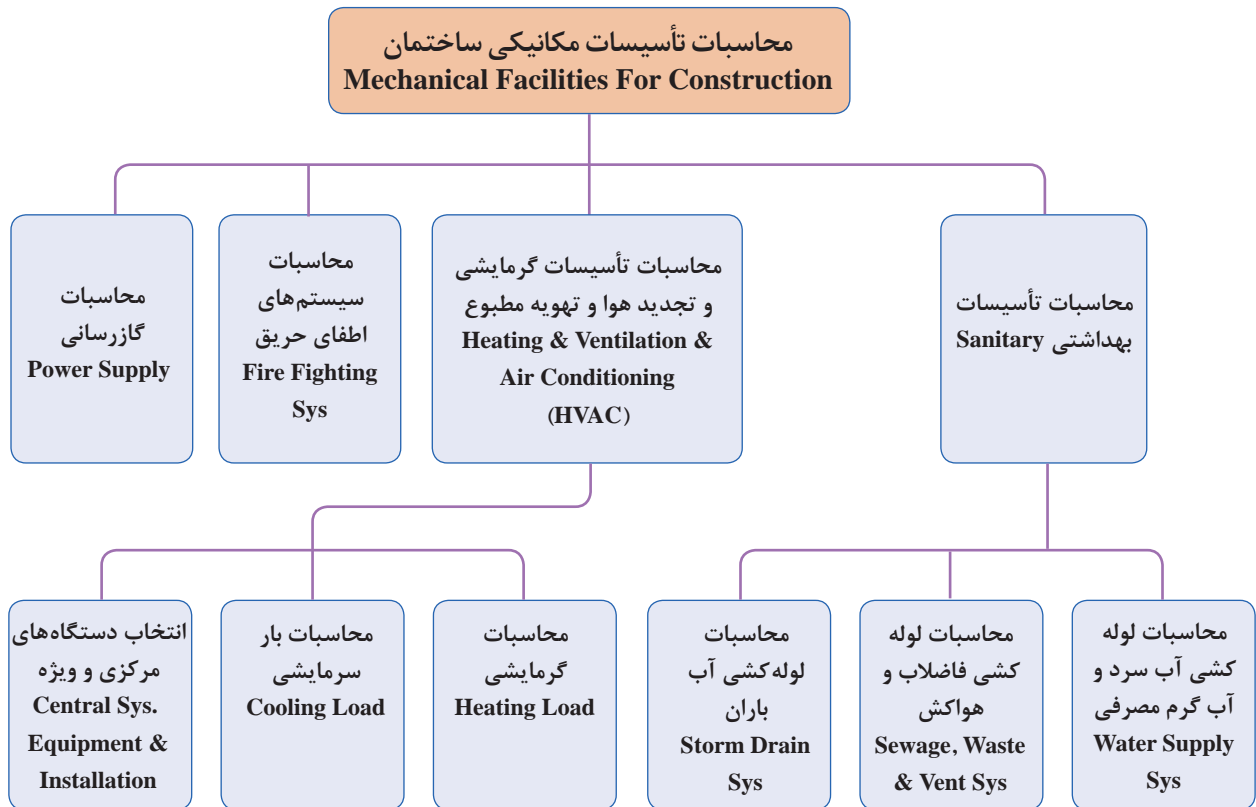 محاسبات تأسیسات مکانیکی ساختمان
Mechanical Facilities For Construction
محاسبات تأسیسات
بهداشتی Sanitary
محاسبات تأسیسات گرمایشی
و تجدید هوا و تهویه مطبوع
Heating & Ventilation &
Air Conditioning
(HVAC)
محاسبات
سیستم‌های
اطفای حریق
Fire Fighting
Sys
محاسبات
گازرسانی
Power Supply
محاسبات لوله
کشی آب سرد و
آب گرم مصرفی
Water Supply
Sys
محاسبات لوله
کشی فاضلاب و
هواکش
Sewage, Waste
& Vent Sys
محاسبات
لوله‌کشی آب
باران
Storm Drain
Sys
محاسبات
گرمایشی
Heating Load
محاسبات بار
سرمایشی
Cooling Load
انتخاب دستگاه‌های
مرکزی و ویژه
Central Sys.
Equipment &
Installation